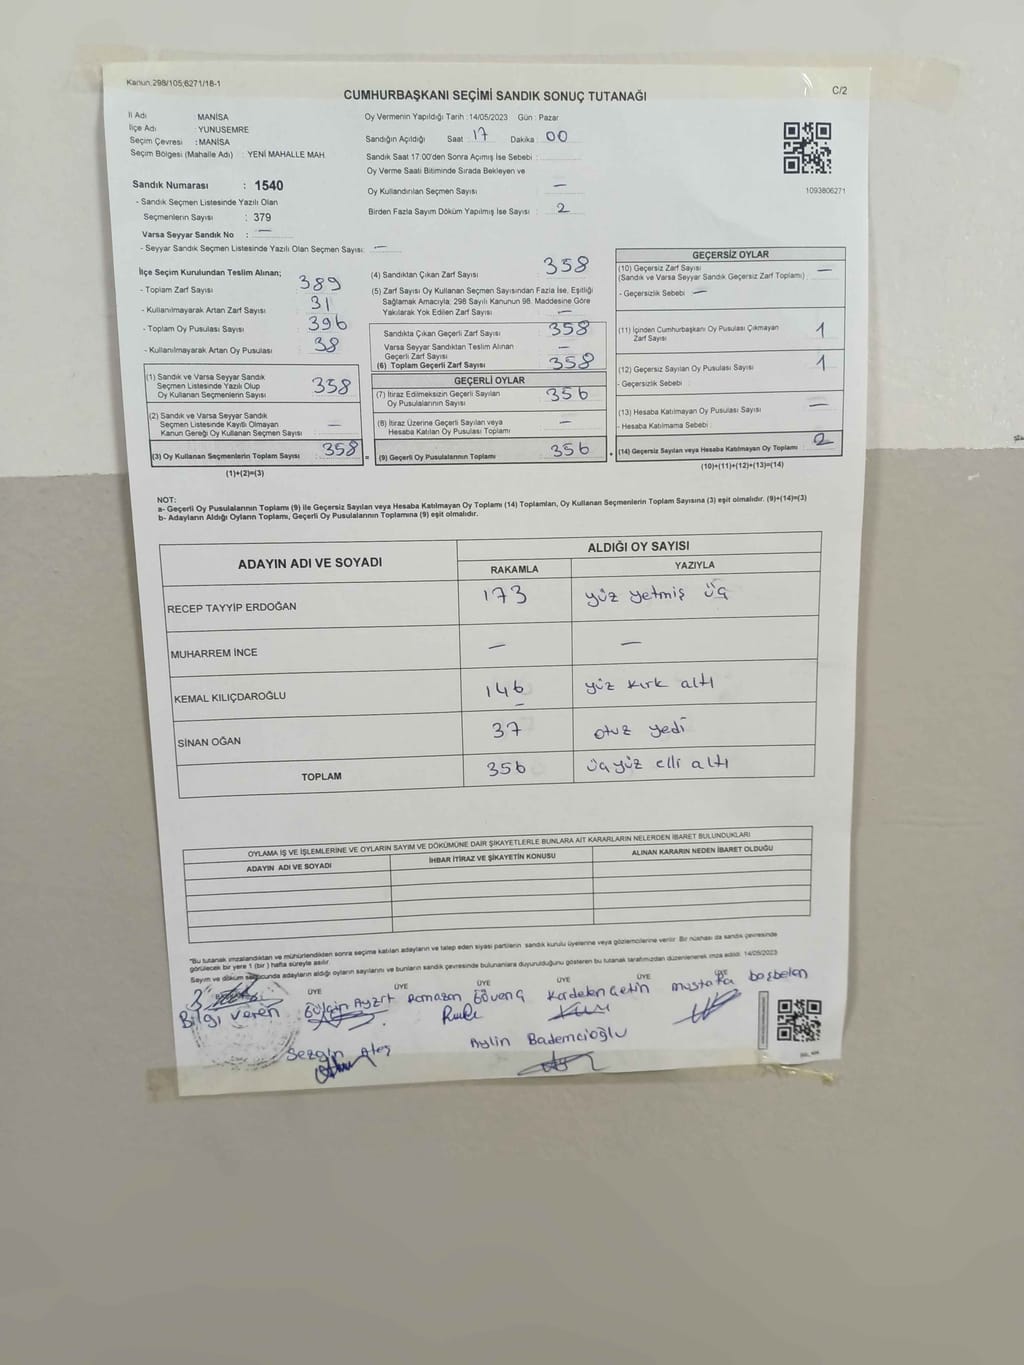 Kanun:298/105;6271/18-1
C/2
CUMHURBAŞKANI SEÇİMİ SANDIK SONUÇ TUTANAĞI
İl Adı MANİSA
İlçe Adı : YUNUSEMRE
Seçim Çevresi : MANİSA
Seçim Bölgesi (Mahalle Adı) : YENİ MAHALLE MAH.
Sandık Numarası : 1540
- Sandık Seçmen Listesinde Yazılı Olan
Seçmenlerin Sayısı : 379
Varsa Seyyar Sandık No : —
- Seyyar Sandık Seçmen Listesinde Yazılı Olan Seçmen Sayısı: —
Oy Vermenin Yapıldığı Tarih : 14/05/2023 Gün : Pazar
Sandığın Açıldığı Saat 17 Dakika 00
Sandık Saat 17:00'den Sonra Açımış İse Sebebi :
Oy Verme Saati Bitiminde Sırada Bekleyen ve
Oy Kullandırılan Seçmen Sayısı —
Birden Fazla Sayım Döküm Yapılmış İse Sayısı : 2
1093806271
İlçe Seçim Kurulundan Teslim Alınan;
- Toplam Zarf Sayısı 389
- Kullanılmayarak Artan Zarf Sayısı 31
- Toplam Oy Pusulası Sayısı 396
- Kullanılmayarak Artan Oy Pusulası 38
(1) Sandık ve Varsa Seyyar Sandık
Seçmen Listesinde Yazılı Olup
Oy Kullanan Seçmenlerin Sayısı 358
(2) Sandık ve Varsa Seyyar Sandık
Seçmen Listesinde Kayıtlı Olmayan
Kanun Gereği Oy Kullanan Seçmen Sayısı —
(3) Oy Kullanan Seçmenlerin Toplam Sayısı 358 =
(1)+(2)=(3)
(4) Sandıktan Çıkan Zarf Sayısı 358
(5) Zarf Sayısı Oy Kullanan Seçmen Sayısından Fazla İse, Eşitliği
Sağlamak Amacıyla; 298 Sayılı Kanunun 98. Maddesine Göre
Yakılarak Yok Edilen Zarf Sayısı —
Sandıkta Çıkan Geçerli Zarf Sayısı 358
Varsa Seyyar Sandıktan Teslim Alınan
Geçerli Zarf Sayısı —
(6) Toplam Geçerli Zarf Sayısı 358
GEÇERLİ OYLAR
(7) İtiraz Edilmeksizin Geçerli Sayılan
Oy Pusulalarının Sayısı 356
(8) İtiraz Üzerine Geçerli Sayılan veya
Hesaba Katılan Oy Pusulası Toplamı —
(9) Geçerli Oy Pusulalarının Toplamı 356 +
GEÇERSİZ OYLAR
(10) Geçersiz Zarf Sayısı —
(Sandık ve Varsa Seyyar Sandık Geçersiz Zarf Toplamı)
- Geçersizlik Sebebi —
(11) İçinden Cumhurbaşkanı Oy Pusulası Çıkmayan
Zarf Sayısı 1
(12) Geçersiz Sayılan Oy Pusulası Sayısı 1
- Geçersizlik Sebebi
(13) Hesaba Katılmayan Oy Pusulası Sayısı —
- Hesaba Katılmama Sebebi
(14) Geçersiz Sayılan veya Hesaba Katılmayan Oy Toplamı 2
(10)+(11)+(12)+(13)=(14)
NOT:
a- Geçerli Oy Pusulalarının Toplamı (9) ile Geçersiz Sayılan veya Hesaba Katılmayan Oy Toplamı (14) Toplamları, Oy Kullanan Seçmenlerin Toplam Sayısına (3) eşit olmalıdır. (9)+(14)=(3)
b- Adayların Aldığı Oyların Toplamı, Geçerli Oy Pusulalarının Toplamına (9) eşit olmalıdır.
ADAYIN ADI VE SOYADI
ALDIĞI OY SAYISI
RAKAMLA YAZIYLA
RECEP TAYYİP ERDOĞAN 173 yüz yetmiş üç
MUHARREM İNCE — —
KEMAL KILIÇDAROĞLU 146 yüz kırk altı
SİNAN OĞAN 37 otuz yedi
TOPLAM 356 üçyüz elli altı
OYLAMA İŞ VE İŞLEMLERİNE VE OYLARIN SAYIM VE DÖKÜMÜNE DAİR ŞİKAYETLERLE BUNLARA AİT KARARLARIN NELERDEN İBARET BULUNDUKLARI
ADAYIN ADI VE SOYADI İHBAR İTİRAZ VE ŞİKAYETİN KONUSU ALINAN KARARIN NEDEN İBARET OLDUĞU
"Bu tutanak imzalandıktan ve mühürlendikten sonra seçime katılan adayların ve talep eden siyasi partilerin sandık kurulu üyelerine veya gözlemcilerine verilir. Bir nüshası da sandık çevresinde
görülecek bir yere 1 (bir) hafta süreyle asılır.
Sayım ve döküm sonucunda adayların aldığı oyların sayılarını ve bunların sandık çevresinde bulunanlara duyurulduğunu gösteren bu tutanak tarafımızdan düzenlenerek imza edildi. 14/05/2023
ÜYE ÜYE ÜYE ÜYE ÜYE
Bilgi Veren
Ramazan Güvenç
Kardelen Çetin
Mustafa
Sezgin Ateş
Aylin Bademcioğlu